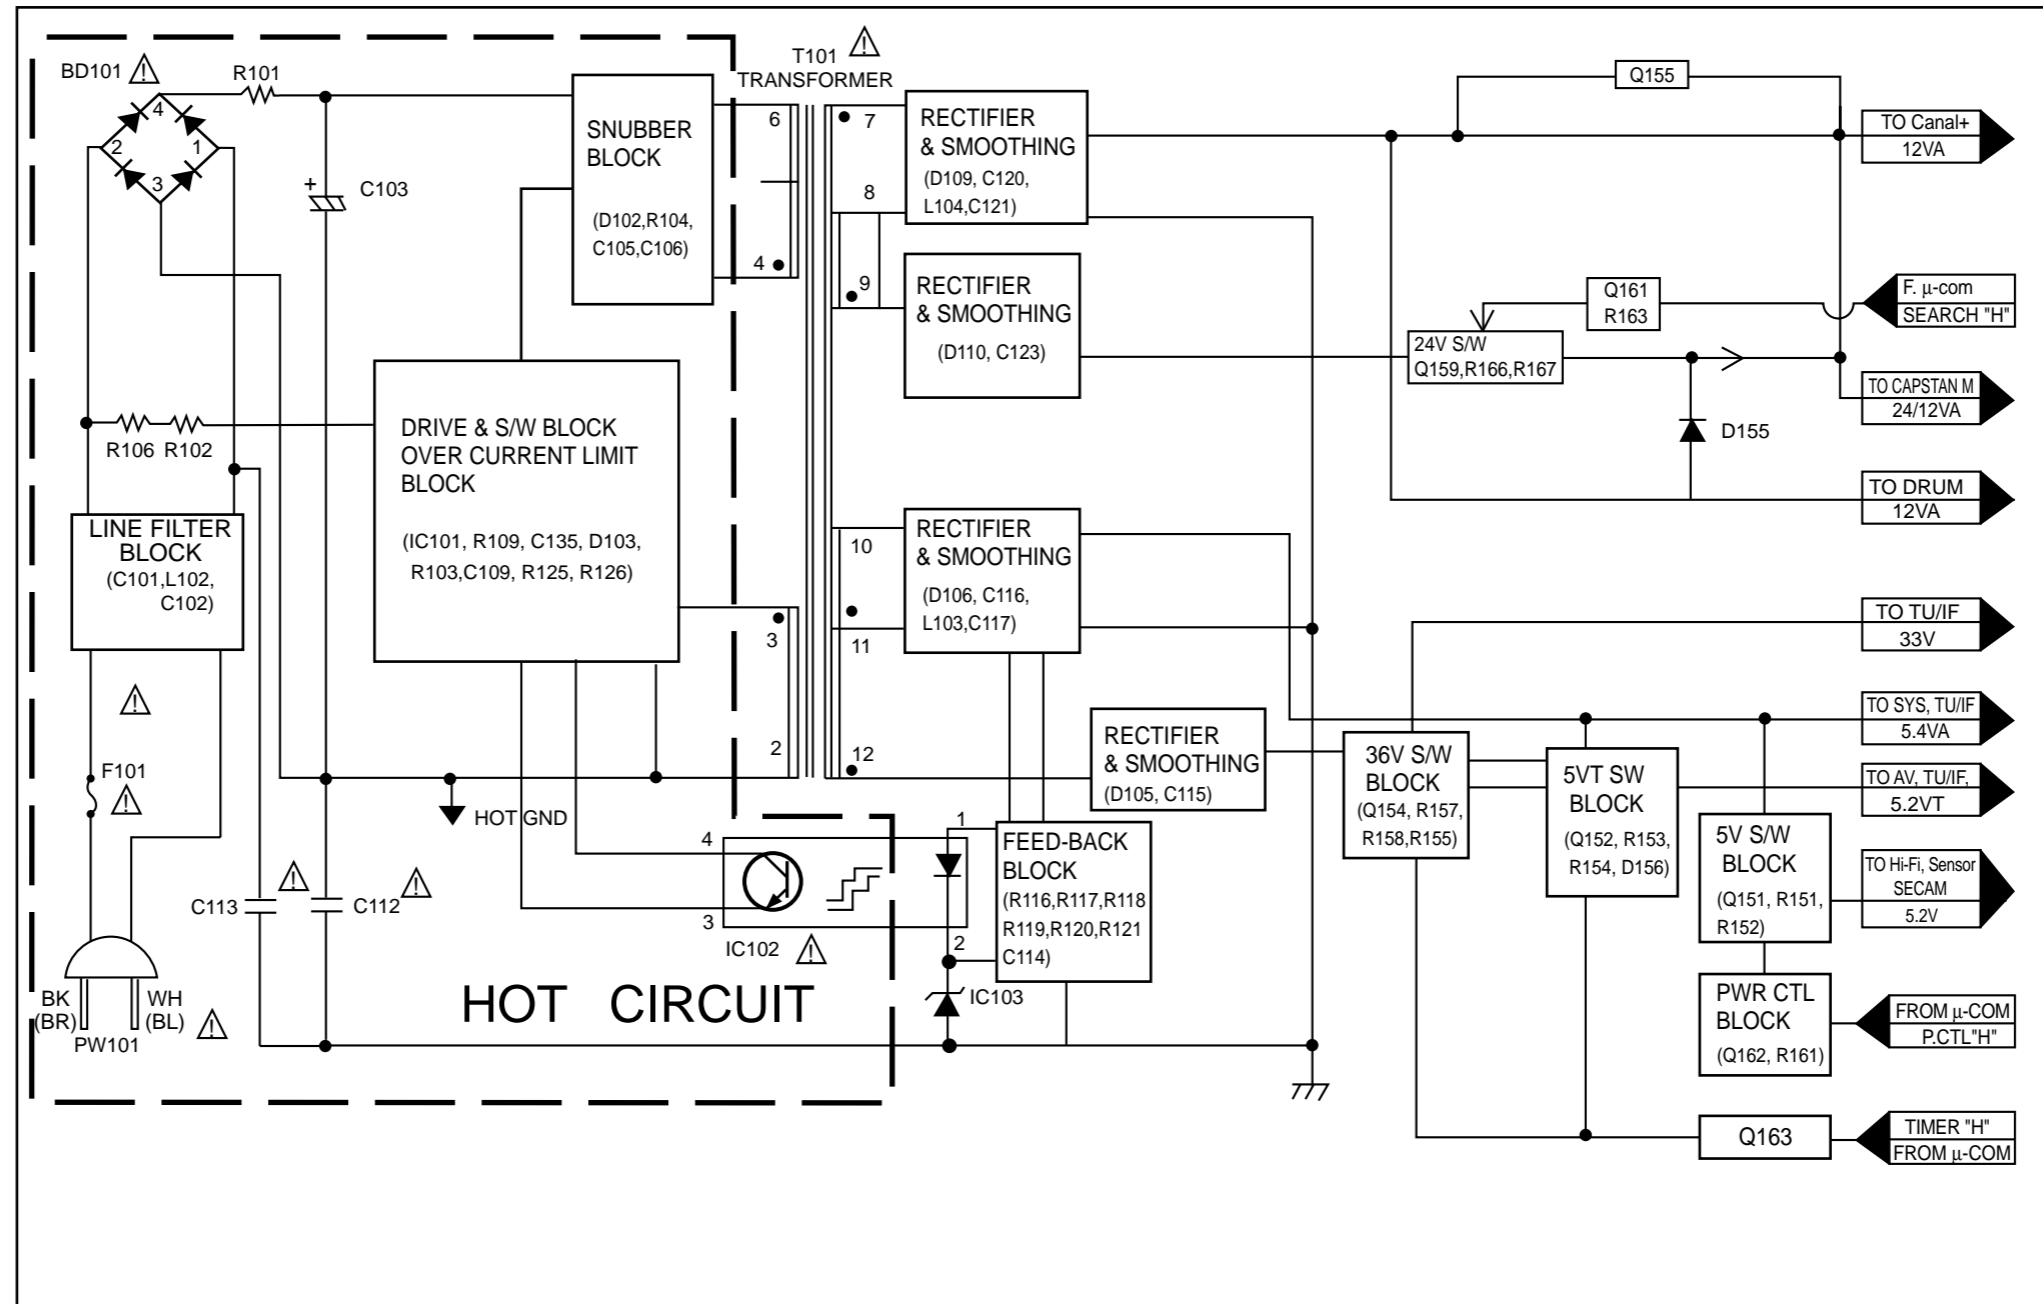 BD101
R101
4
2
1
3
C103
SNUBBER
BLOCK
(D102,R104,
C105,C106)
T101
TRANSFORMER
6
4
7
8
9
RECTIFIER
& SMOOTHING
(D109, C120,
L104,C121)
RECTIFIER
& SMOOTHING
(D110, C123)
Q155
TO Canal+
12VA
Q161
R163
F. µ-com
SEARCH "H"
24V S/W
Q159,R166,R167
TO CAPSTAN M
24/12VA
D155
TO DRUM
12VA
R106 R102
DRIVE & S/W BLOCK
OVER CURRENT LIMIT
BLOCK
(IC101, R109, C135, D103,
R103,C109, R125, R126)
LINE FILTER
BLOCK
(C101,L102,
C102)
3
2
10
11
12
RECTIFIER
& SMOOTHING
(D106, C116,
L103,C117)
RECTIFIER
& SMOOTHING
(D105, C115)
TO TU/IF
33V
TO SYS, TU/IF
5.4VA
36V S/W
BLOCK
(Q154, R157,
R158,R155)
5VT SW
BLOCK
(Q152, R153,
R154, D156)
TO AV, TU/IF,
5.2VT
5V S/W
BLOCK
(Q151, R151,
R152)
TO Hi-Fi, Sensor
SECAM
5.2V
F101
HOT GND
C113
C112
4
3
IC102
1
2
FEED-BACK
BLOCK
(R116,R117,R118
R119,R120,R121
C114)
IC103
PWR CTL
BLOCK
(Q162, R161)
FROM µ-COM
P.CTL"H"
BK
(BR)
WH
(BL)
PW101
HOT CIRCUIT
Q163
TIMER "H"
FROM µ-COM